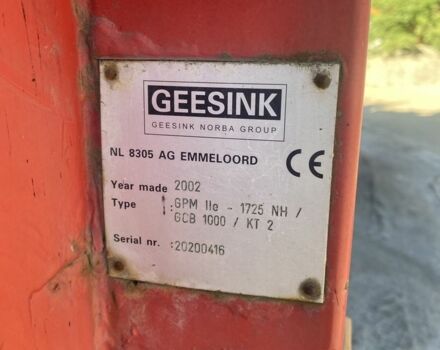 GEESINK
GEESINK NORBA GROUP
NL 8305 AG EMMELOORD CE
Year made 2002
Type : GPM IIe - 1725 NH /
GCB 1000 / KT 2
Serial nr. : 20200416